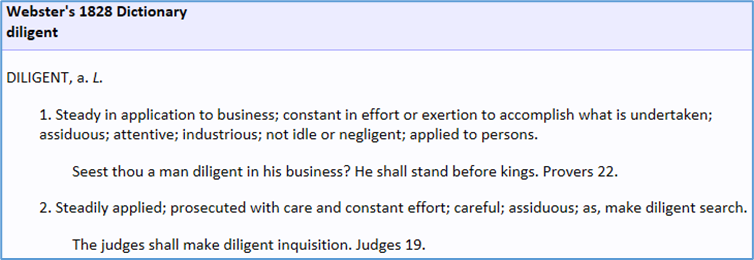 Webster's 1828 Dictionary
diligent
DILIGENT, a. L.
1. Steady in application to business; constant in effort or exertion to accomplish what is undertaken;
assiduous; attentive; industrious; not idle or negligent; applied to persons.
Seest thou a man diligent in his business? He shall stand before kings. Provers 22.
2. Steadily applied; prosecuted with care and constant effort; careful; assiduous; as, make diligent search.
The judges shall make diligent inquisition. Judges 19.